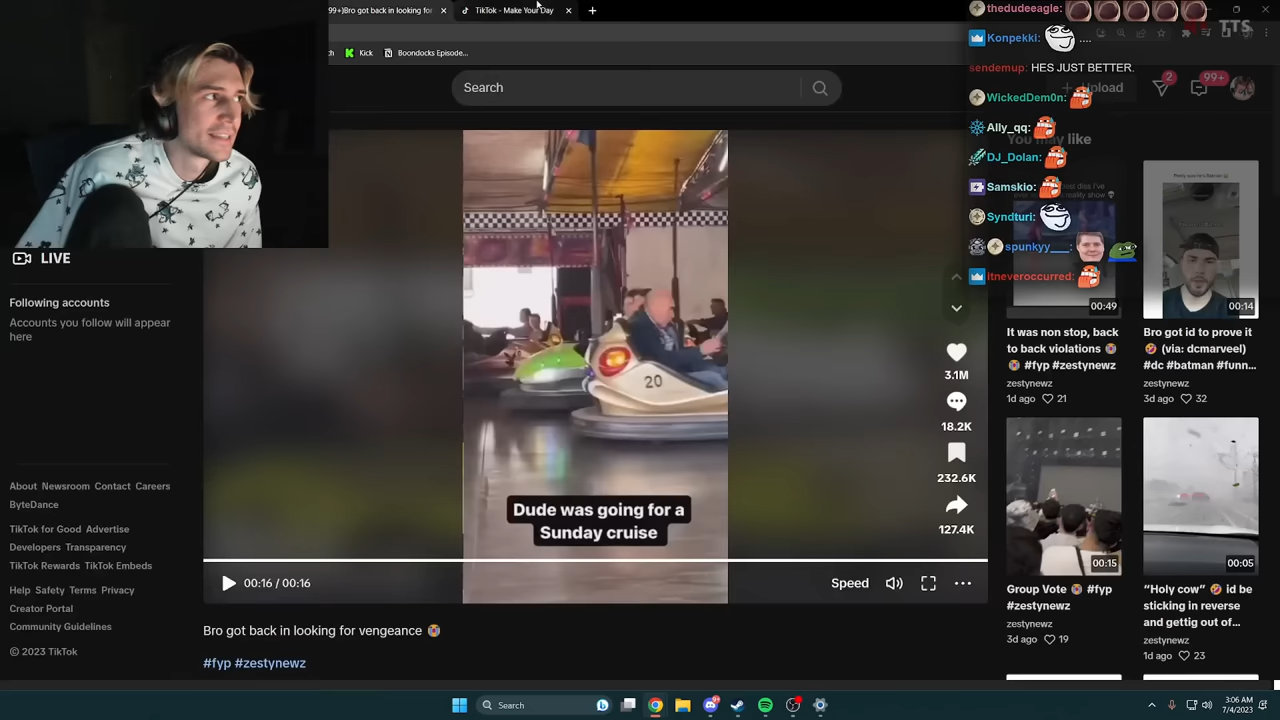 99+)Bro got back in looking for
TikTok - Make Your Day
Kick
Boondocks Episode...
Search
Upload
2
99+
TTS
thedudeeagle:
Konpekki: ....
sendemup: HES JUST BETTER.
WickedDem0n:
Ally_qq:
DJ_Dolan:
Samskio:
Syndturi:
spunkyy___:
Itneveroccurred:
LIVE
Following accounts
Accounts you follow will appear
here
About Newsroom Contact Careers
ByteDance
TikTok for Good Advertise
Developers Transparency
TikTok Rewards TikTok Embeds
Help Safety Terms Privacy
Creator Portal
Community Guidelines
© 2023 TikTok
20
Dude was going for a
Sunday cruise
3.1M
18.2K
232.6K
127.4K
00:16 / 00:16
Speed
Bro got back in looking for vengeance 😭
#fyp #zestynewz
You may like
00:49
It was non stop, back
to back violations 😭
😭 #fyp #zestynewz
zestynewz
1d ago 21
00:14
Bro got id to prove it
🤣 (via: dcmarveel)
#dc #batman #funn...
zestynewz
3d ago 32
00:15
Group Vote 😭 #fyp
#zestynewz
zestynewz
3d ago 19
00:05
“Holy cow” 🤣 id be
sticking in reverse
and gettig out of...
zestynewz
1d ago 23
Search
3:06 AM
7/4/2023